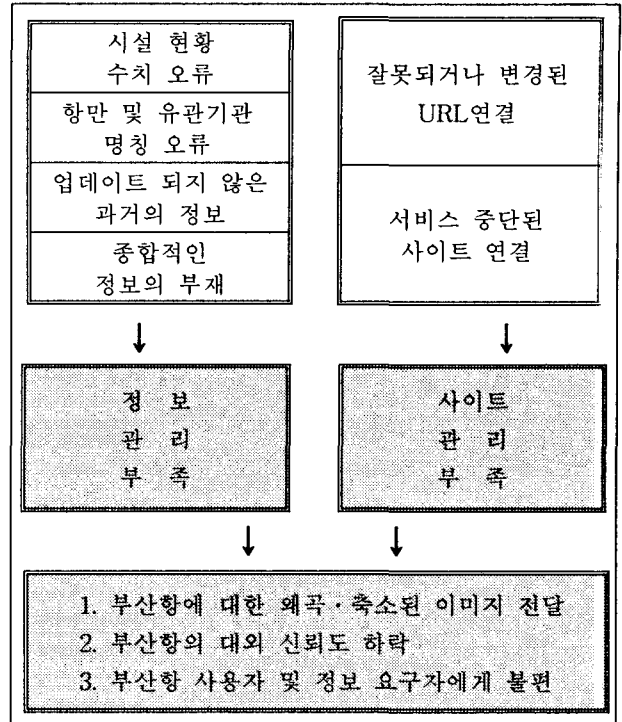 시설 현황
수치 오류
항만 및 유관기관
명칭 오류
업데이트 되지 않은
과거의 정보
종합적인
정보의 부재
잘못되거나 변경된
URL연결
서비스 중단된
사이트 연결
정 보
관 리
부 족
사이트
관 리
부 족
1. 부산항에 대한 왜곡·축소된 이미지 전달
2. 부산항의 대외 신뢰도 하락
3. 부산항 사용자 및 정보 요구자에게 불편